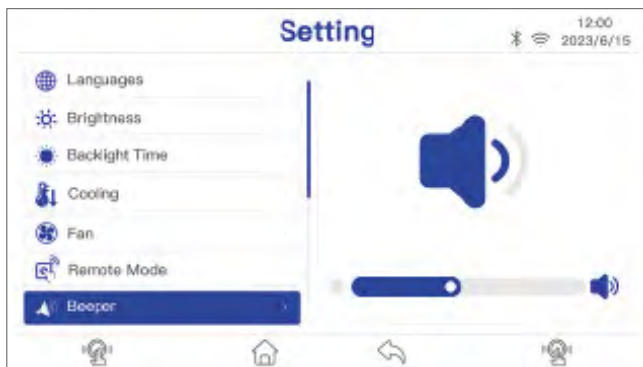 Setting
12:00
2023/6/15
Languages
Brightness
Backlight Time
Cooling
Fan
Remote Mode
Beeper